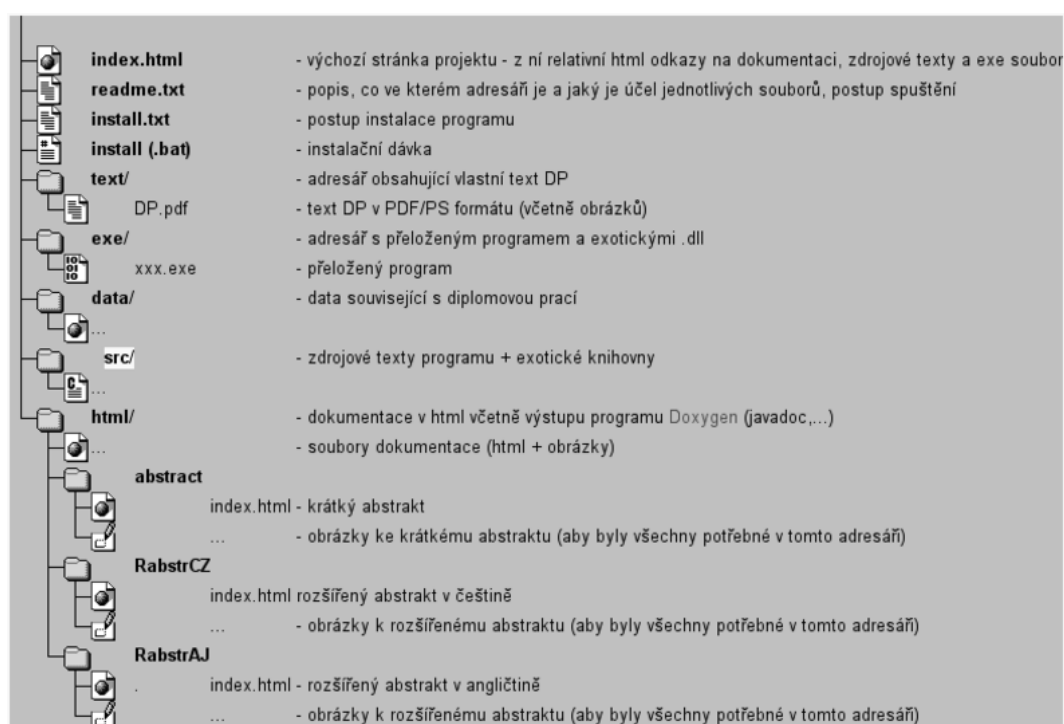 index.html - výchozí stránka projektu - z ní relativní html odkazy na dokumentaci, zdrojové texty a exe soubor
readme.txt - popis, co ve kterém adresáři je a jaký je účel jednotlivých souborů, postup spuštění
install.txt - postup instalace programu
install (.bat) - instalační dávka
text/ - adresář obsahující vlastní text DP
DP.pdf - text DP v PDF/PS formátu (včetně obrázků)
exe/ - adresář s přeloženým programem a exotickými .dll
xxx.exe - přeložený program
data/ - data související s diplomovou prací
...
src/ - zdrojové texty programu + exotické knihovny
...
html/ - dokumentace v html včetně výstupu programu Doxygen (javadoc,...)
... - soubory dokumentace (html + obrázky)
abstract
index.html - krátký abstrakt
... - obrázky ke krátkému abstraktu (aby byly všechny potřebné v tomto adresáři)
RabstrCZ
index.html rozšířený abstrakt v češtině
... - obrázky k rozšířenému abstraktu (aby byly všechny potřebné v tomto adresáři)
RabstrAJ
. index.html - rozšířený abstrakt v angličtině
... - obrázky k rozšířenému abstraktu (aby byly všechny potřebné v tomto adresáři)